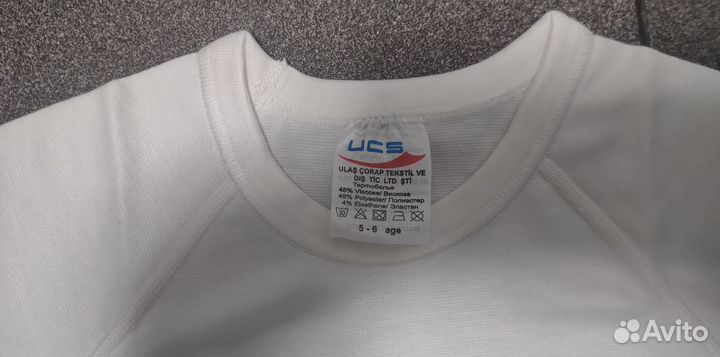 UCS
ULAŞ ÇORAP TEKSTİL VE
DIŞ. TİC. LTD. ŞTİ
Термобелье
48% Viscose/ Вискоза
48% Polyester/ Полиэстер
4% Elasthane/ Эластан
5 - 6 age
Avito